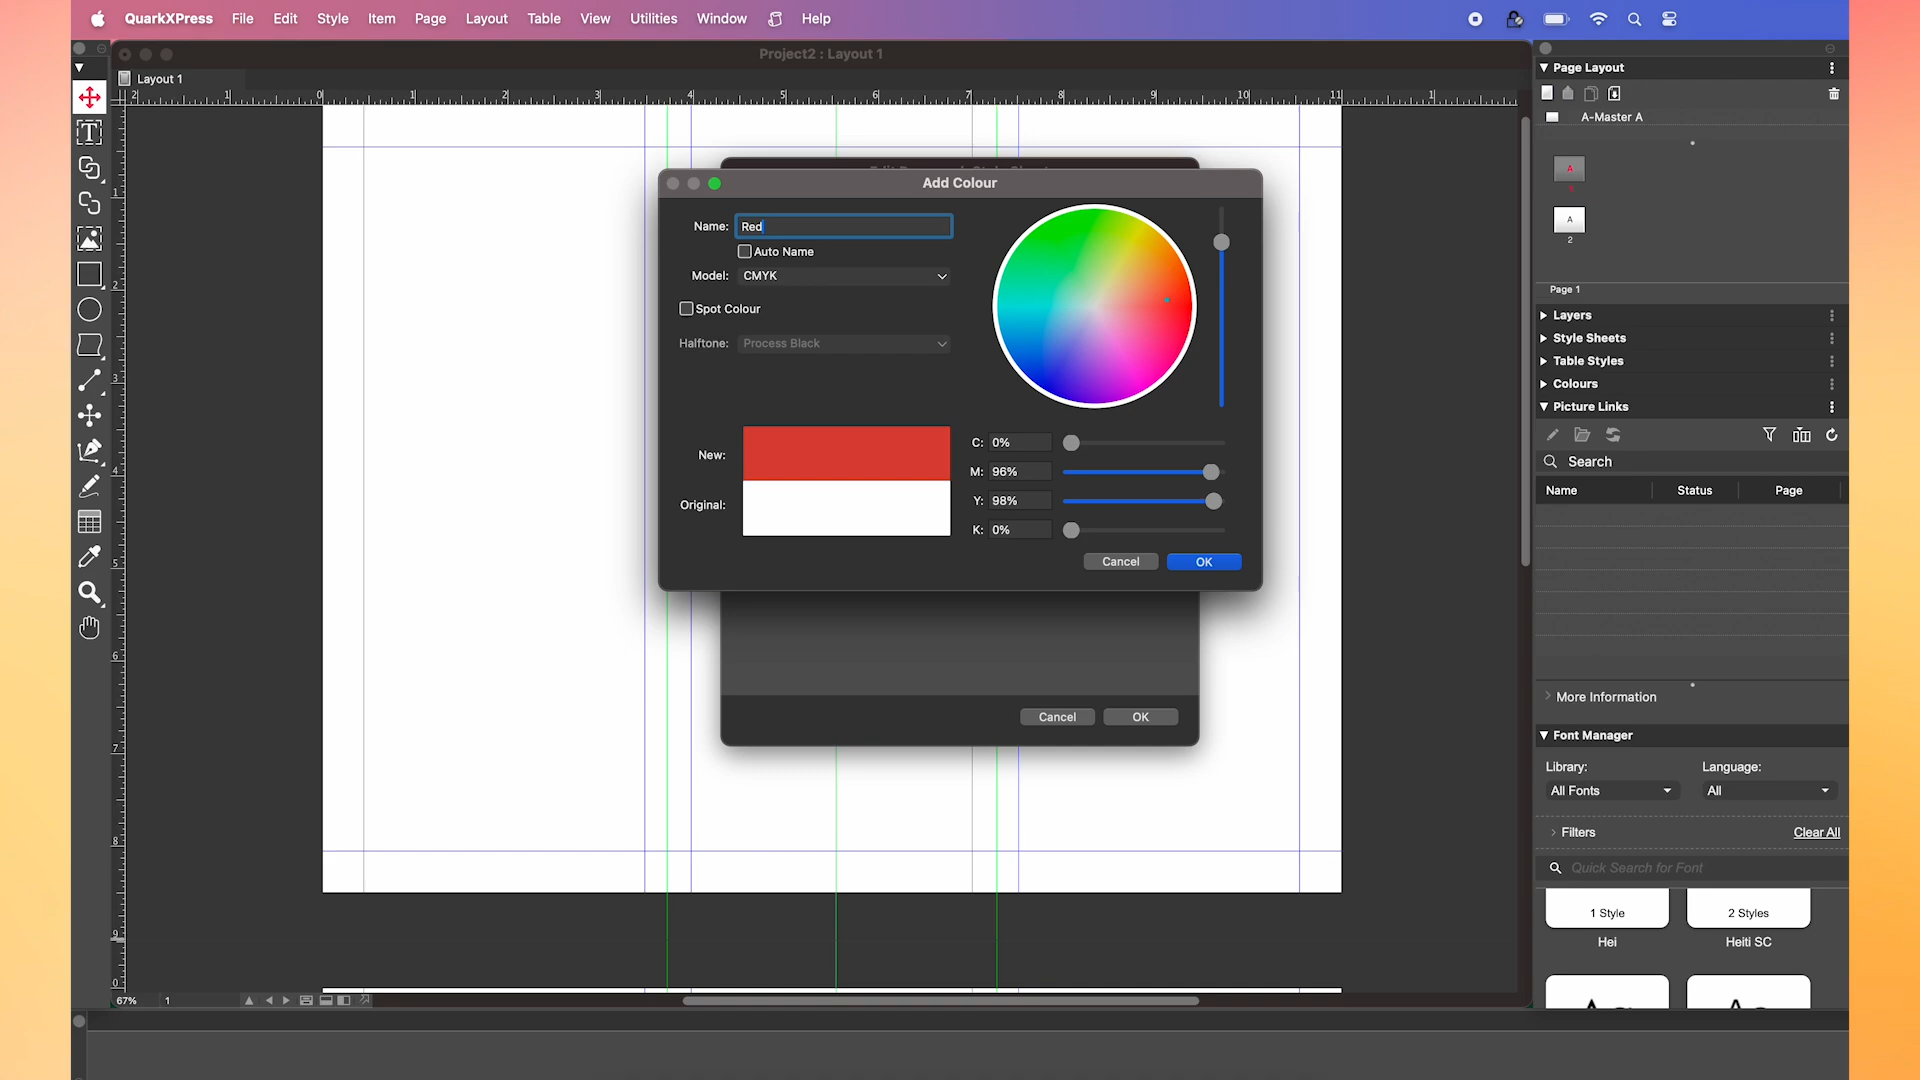 QuarkXPress File Edit Style Item Page Layout Table View Utilities Window Help
Project2 : Layout 1
Layout 1
Page Layout
A-Master A
A
A
2
Page 1
Layers
Style Sheets
Table Styles
Colours
Picture Links
Search
Name Status Page
More Information
Font Manager
Library: Language:
All Fonts All
Filters Clear All
Quick Search for Font
1 Style 2 Styles
Hei Heiti SC
Add Colour
Name: Red
Auto Name
Model: CMYK
Spot Colour
Halftone: Process Black
New:
Original:
C: 0%
M: 96%
Y: 98%
K: 0%
Cancel OK
Cancel OK
67% 1